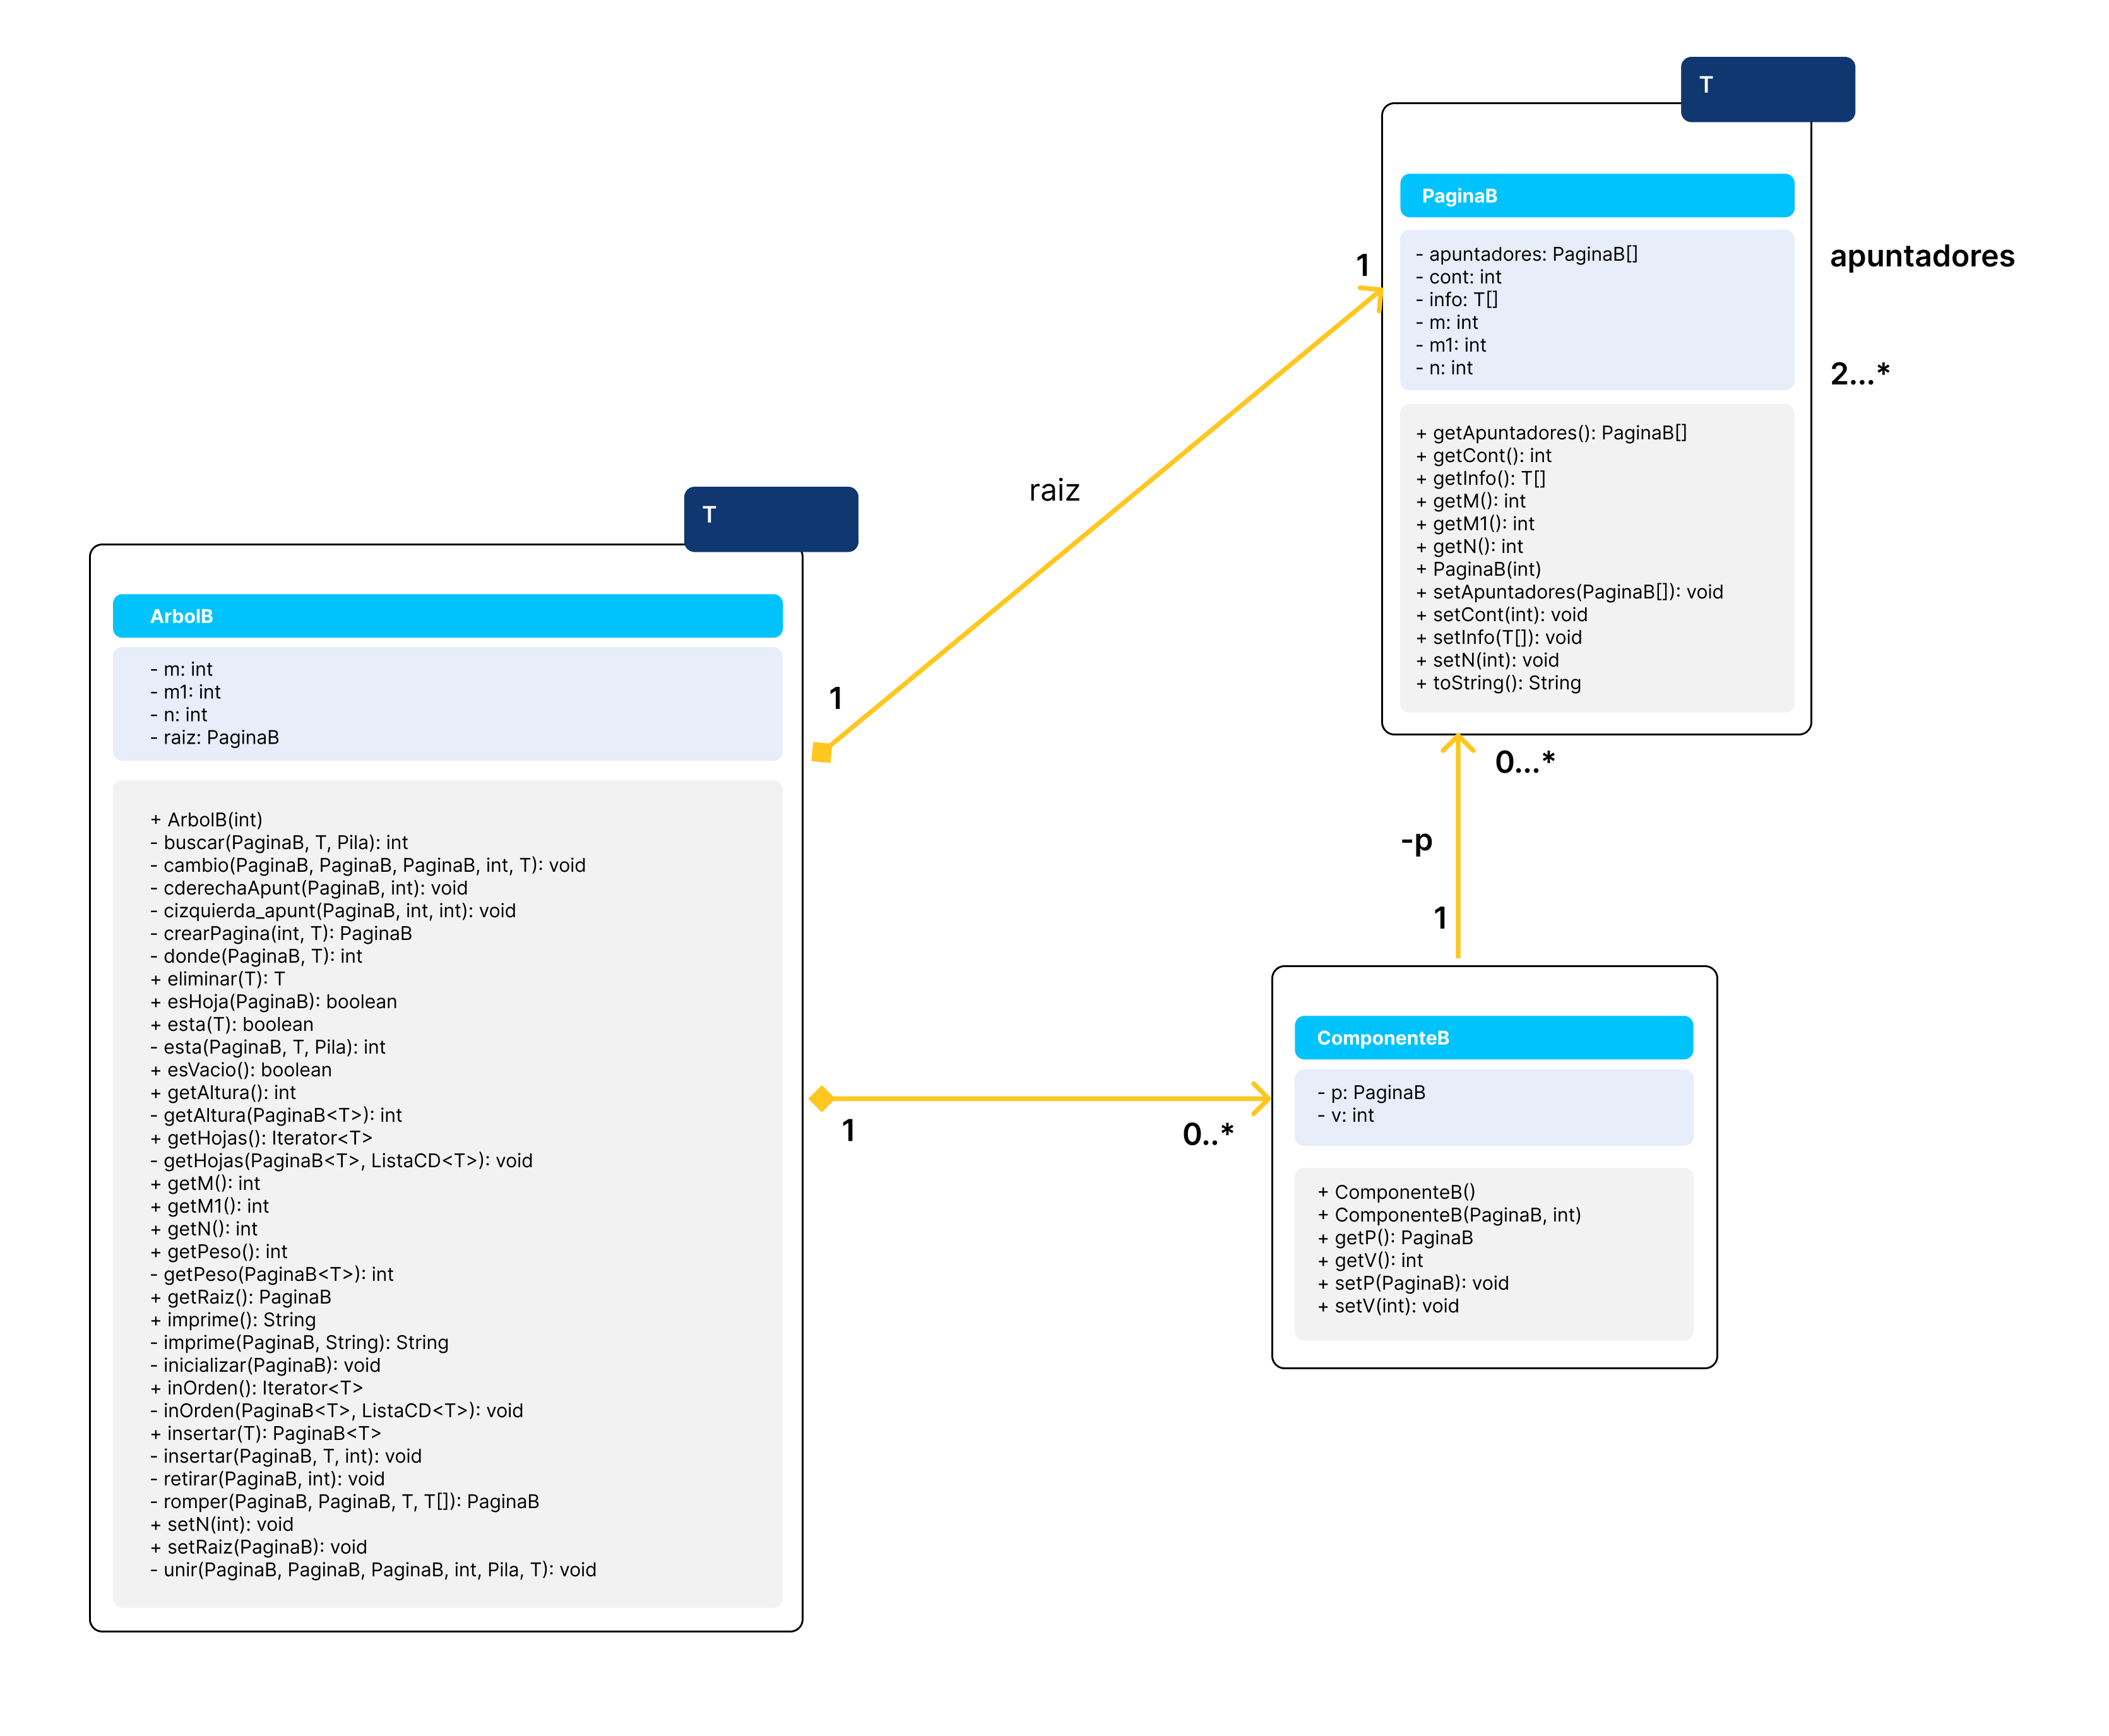 T
PaginaB
- apuntadores: PaginaB[]
- cont: int
- info: T[]
- m: int
- m1: int
- n: int
+ getApuntadores(): PaginaB[]
+ getCont(): int
+ getInfo(): T[]
+ getM(): int
+ getM1(): int
+ getN(): int
+ PaginaB(int)
+ setApuntadores(PaginaB[]): void
+ setCont(int): void
+ setInfo(T[]): void
+ setN(int): void
+ toString(): String
apuntadores
2...*
1
raiz
1
T
ArbolB
- m: int
- m1: int
- n: int
- raiz: PaginaB
+ ArbolB(int)
- buscar(PaginaB, T, Pila): int
- cambio(PaginaB, PaginaB, PaginaB, int, T): void
- cderechaApunt(PaginaB, int): void
- cizquierda_apunt(PaginaB, int, int): void
- crearPagina(int, T): PaginaB
- donde(PaginaB, T): int
+ eliminar(T): T
+ esHoja(PaginaB): boolean
+ esta(T): boolean
- esta(PaginaB, T, Pila): int
+ esVacio(): boolean
+ getAltura(): int
- getAltura(PaginaB<T>): int
+ getHojas(): Iterator<T>
- getHojas(PaginaB<T>, ListaCD<T>): void
+ getM(): int
+ getM1(): int
+ getN(): int
+ getPeso(): int
- getPeso(PaginaB<T>): int
+ getRaiz(): PaginaB
+ imprime(): String
- imprime(PaginaB, String): String
- inicializar(PaginaB): void
+ inOrden(): Iterator<T>
- inOrden(PaginaB<T>, ListaCD<T>): void
+ insertar(T): PaginaB<T>
- insertar(PaginaB, T, int): void
- retirar(PaginaB, int): void
- romper(PaginaB, PaginaB, T, T[]): PaginaB
+ setN(int): void
+ setRaiz(PaginaB): void
- unir(PaginaB, PaginaB, PaginaB, int, Pila, T): void
0...*
-p
1
1
0..*
ComponenteB
- p: PaginaB
- v: int
+ ComponenteB()
+ ComponenteB(PaginaB, int)
+ getP(): PaginaB
+ getV(): int
+ setP(PaginaB): void
+ setV(int): void